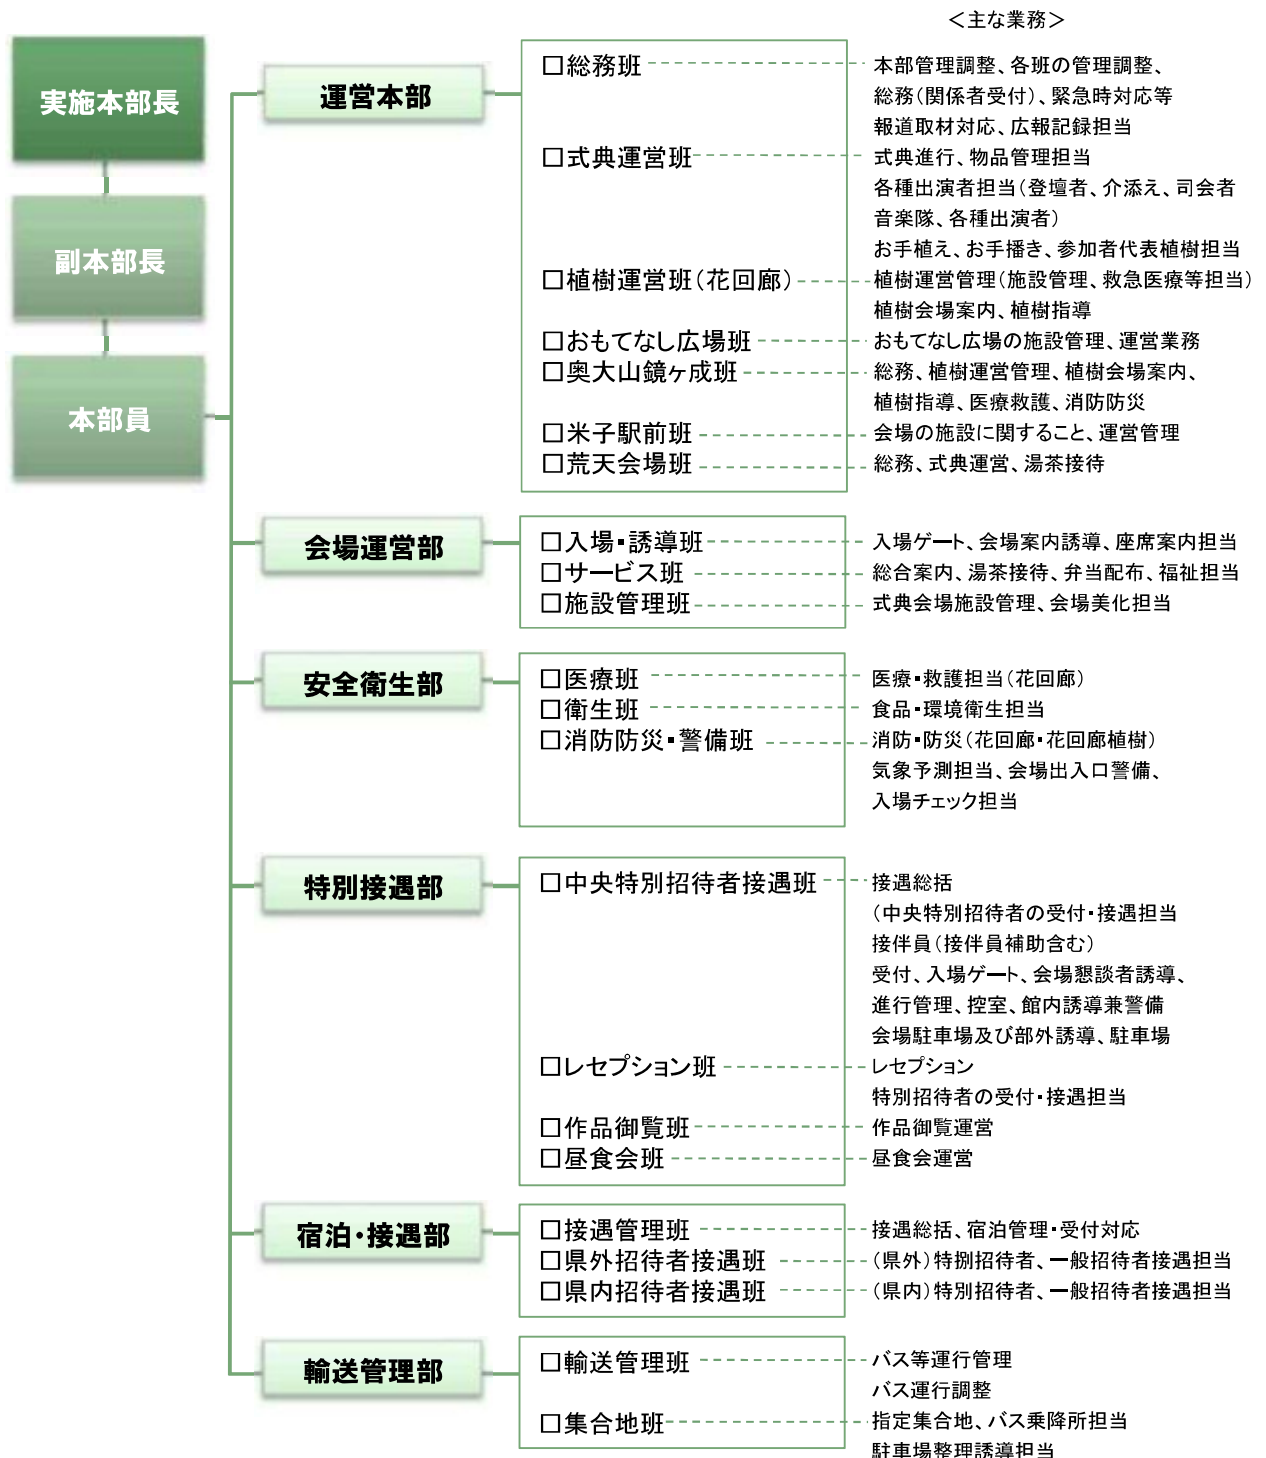 ＜主な業務＞
実施本部長
副本部長
本部員
運営本部
□総務班
本部管理調整、各班の管理調整、
総務（関係者受付）、緊急時対応等
報道取材対応、広報記録担当
□式典運営班
式典進行、物品管理担当
各種出演者担当（登壇者、介添え、司会者
音楽隊、各種出演者）
お手植え、お手播き、参加者代表植樹担当
□植樹運営班（花回廊）
植樹運営管理（施設管理、救急医療等担当）
植樹会場案内、植樹指導
□おもてなし広場班
おもてなし広場の施設管理、運営業務
□奥大山鏡ヶ成班
総務、植樹運営管理、植樹会場案内、
植樹指導、医療救護、消防防災
□米子駅前班
会場の施設に関すること、運営管理
□荒天会場班
総務、式典運営、湯茶接待
会場運営部
□入場・誘導班
入場ゲート、会場案内誘導、座席案内担当
□サービス班
総合案内、湯茶接待、弁当配布、福祉担当
□施設管理班
式典会場施設管理、会場美化担当
安全衛生部
□医療班
医療・救護担当（花回廊）
□衛生班
食品・環境衛生担当
□消防防災・警備班
消防・防災（花回廊・花回廊植樹）
気象予測担当、会場出入口警備、
入場チェック担当
特別接遇部
□中央特別招待者接遇班
接遇総括
（中央特別招待者の受付・接遇担当
接伴員（接伴員補助含む）
受付、入場ゲート、会場懇談者誘導、
進行管理、控室、館内誘導兼警備
会場駐車場及び部外誘導、駐車場
□レセプション班
レセプション
特別招待者の受付・接遇担当
□作品御覧班
作品御覧運営
□昼食会班
昼食会運営
宿泊・接遇部
□接遇管理班
接遇総括、宿泊管理・受付対応
□県外招待者接遇班
（県外）特捌招待者、一般招待者接遇担当
□県内招待者接遇班
（県内）特別招待者、一般招待者接遇担当
輸送管理部
□輸送管理班
バス等運行管理
バス運行調整
□集合地班
指定集合地、バス乗降所担当
駐車場整理誘導担当